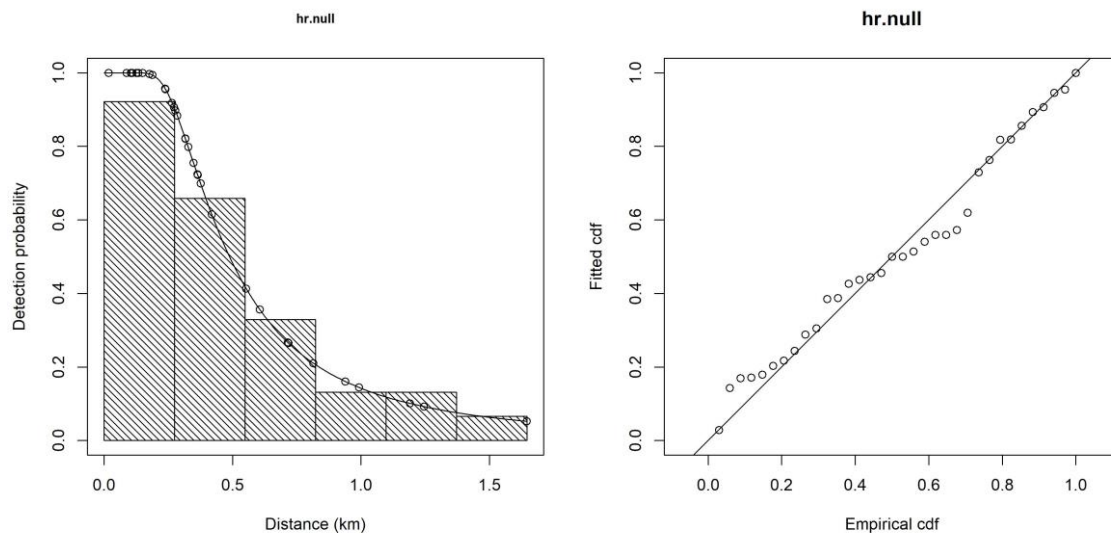 hr.null
Detection probability
1.0
0.8
0.6
0.4
0.2
0.0
0.0 0.5 1.0 1.5
Distance (km)
hr.null
Fitted cdf
1.0
0.8
0.6
0.4
0.2
0.0
0.0 0.2 0.4 0.6 0.8 1.0
Empirical cdf